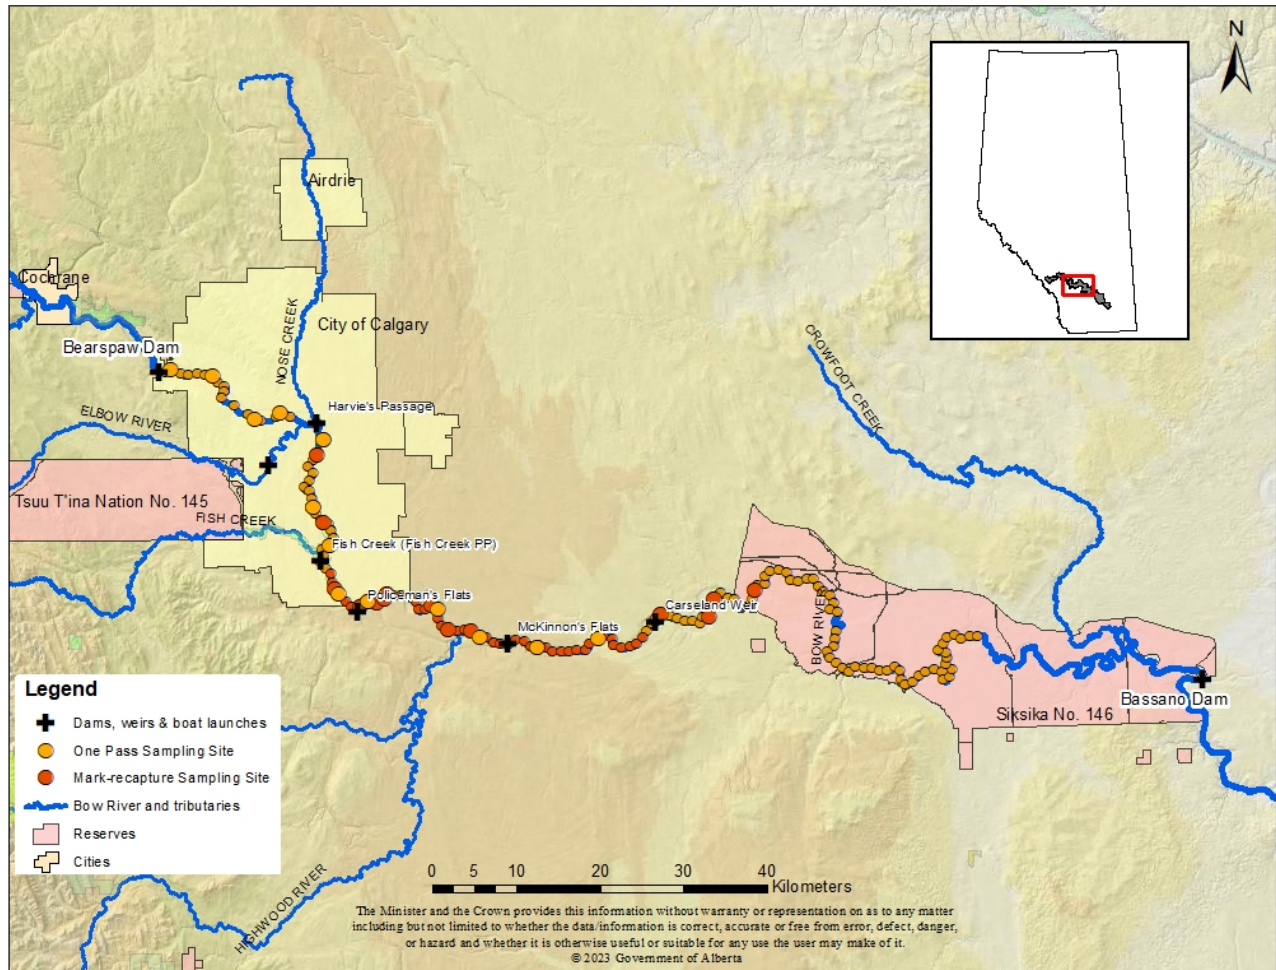 N
Airdrie
Cochrane
NOSE CREEK
City of Calgary
Bearspaw Dam
CROWFOOT CREEK
Harvie's Passage
ELBOW RIVER
Tsuu T'ina Nation No. 145
FISH CREEK
Fish Creek (Fish Creek PP)
Policeman's Flats
Carseland Weir
McKinnon's Flats
BOW RIVER
Bassano Dam
Siksika No. 146
Legend
Dams, weirs & boat launches
One Pass Sampling Site
Mark-recapture Sampling Site
Bow River and tributaries
Reserves
Cities
HIGHWOOD RIVER
0 5 10 20 30 40
Kilometers
The Minister and the Crown provides this information without warranty or representation on as to any matter
including but not limited to whether the data/information is correct, accurate or free from error, defect, danger,
or hazard and whether it is otherwise useful or suitable for any use the user may make of it.
© 2023 Government of Alberta